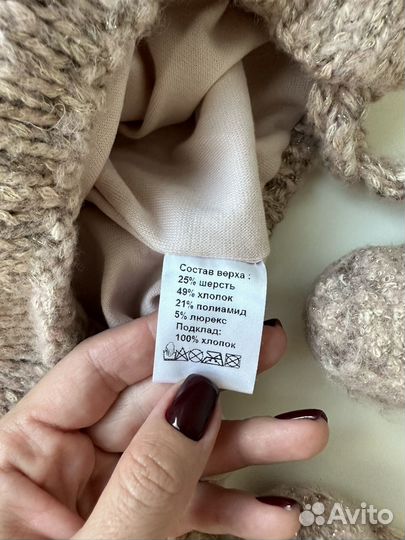 Состав верха :
25% шерсть
49% хлопок
21% полиамид
5% люрекс
Подклад:
100% хлопок
Avito